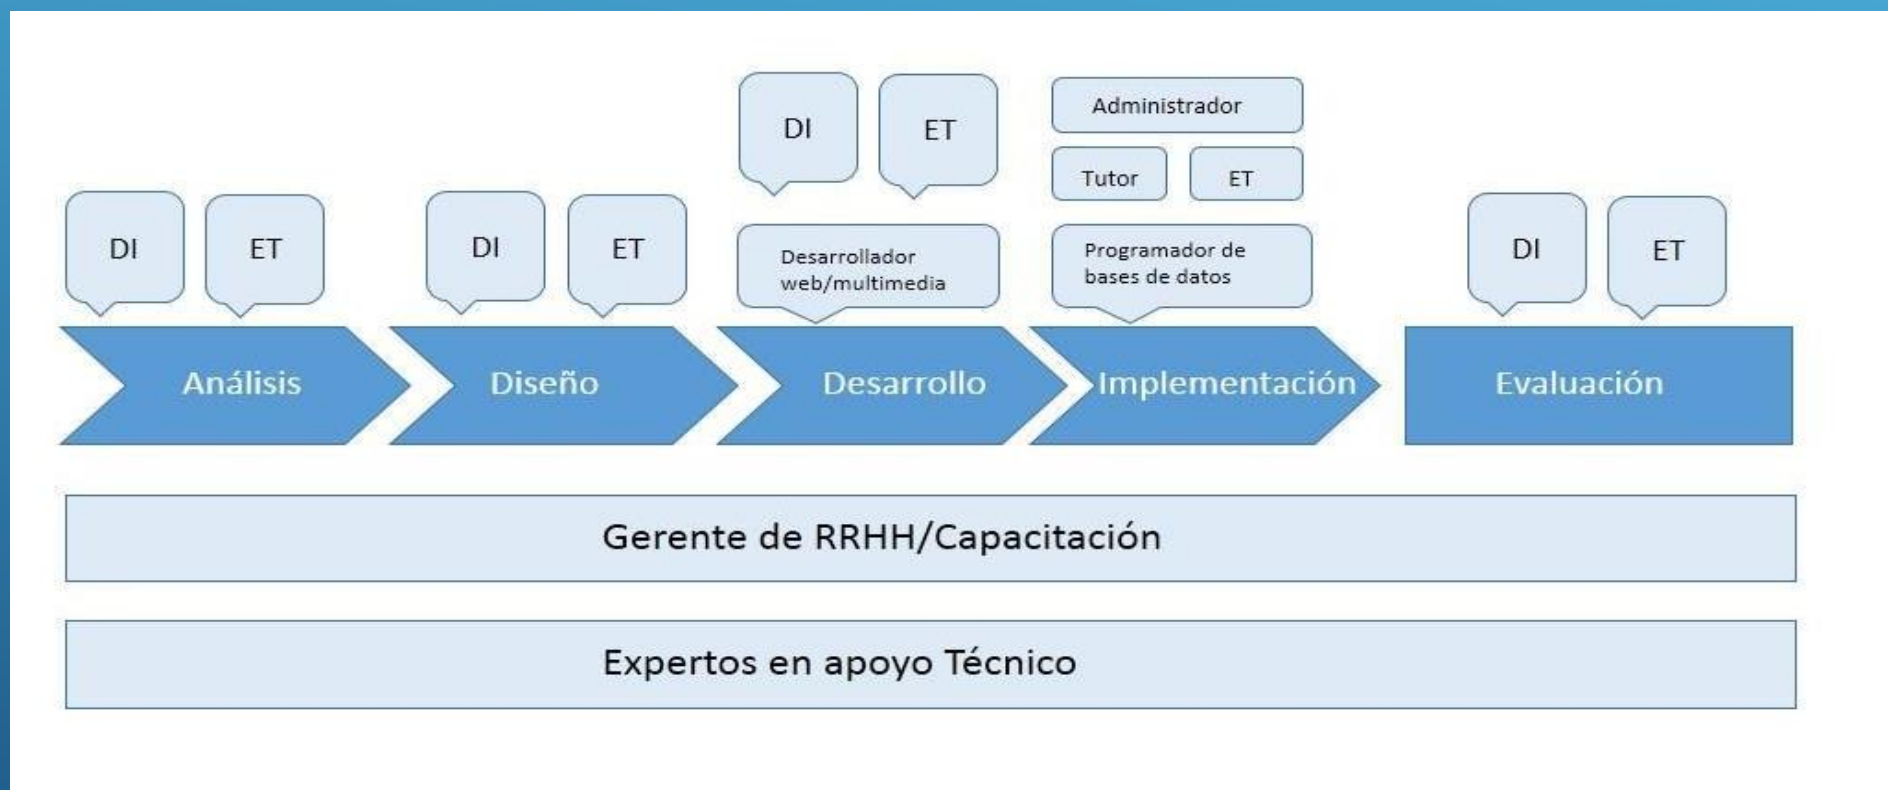 DI
ET
Administrador
Tutor
ET
DI
ET
DI
ET
Desarrollador
web/multimedia
Programador de
bases de datos
DI
ET
Análisis
Diseño
Desarrollo
Implementación
Evaluación
Gerente de RRHH/Capacitación
Expertos en apoyo Técnico